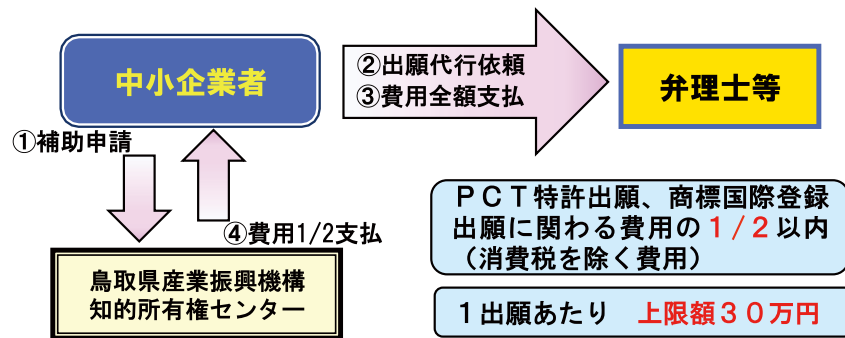 中小企業者
②出願代行依頼
③費用全額支払
弁理士等
①補助申請
④費用1/2支払
鳥取県産業振興機構
知的所有権センター
ＰＣＴ特許出願、商標国際登録
出願に関わる費用の１/２以内
（消費税を除く費用）
１出願あたり　上限額３０万円